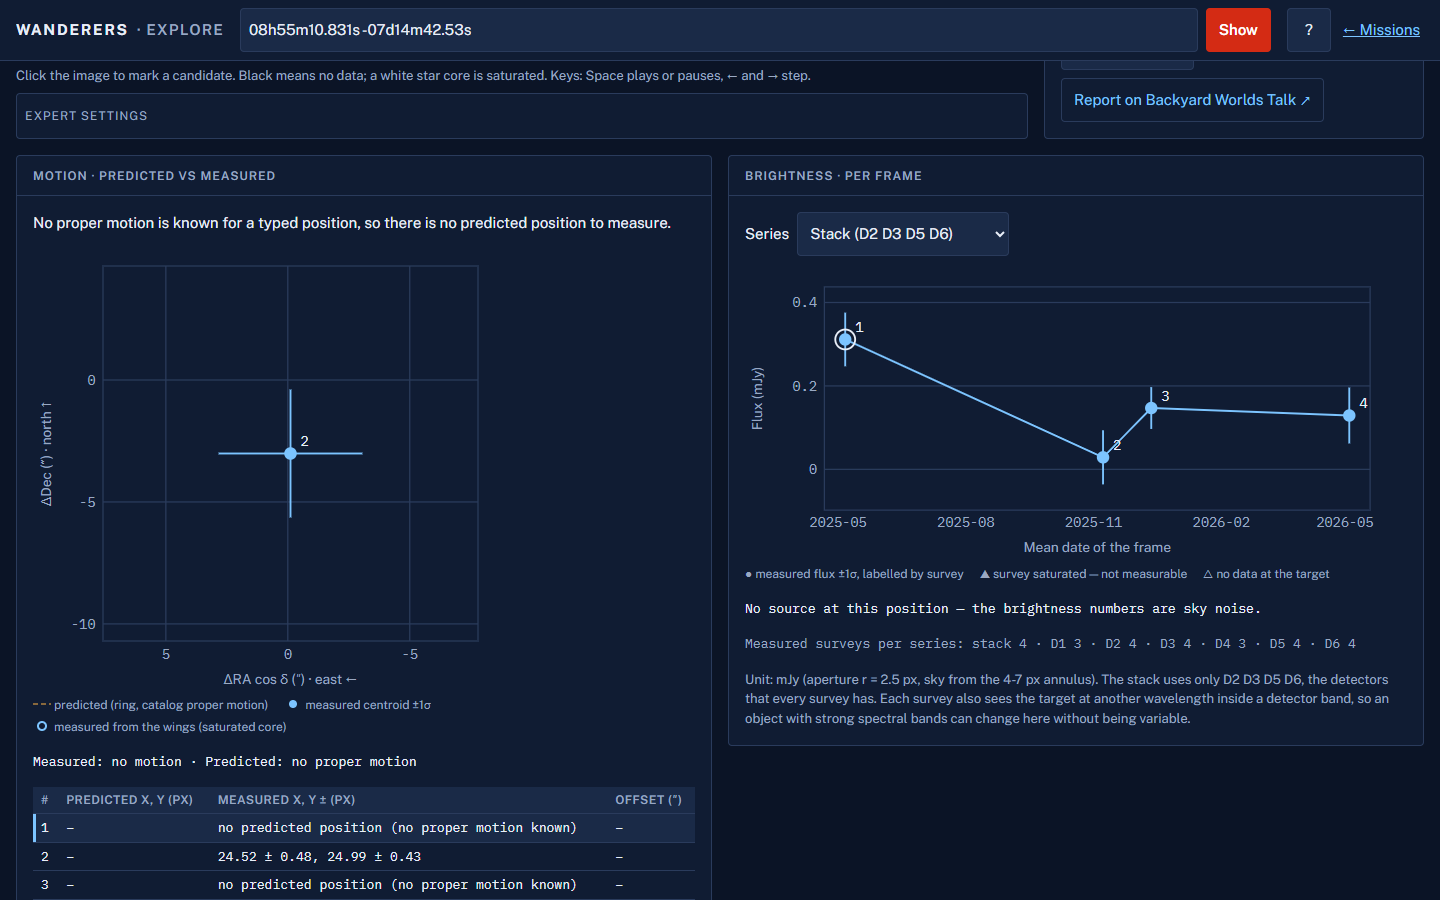 WANDERERS · EXPLORE
08h55m10.831s -07d14m42.53s
Show
?
← Missions
Click the image to mark a candidate. Black means no data; a white star core is saturated. Keys: Space plays or pauses, ← and → step.
Report on Backyard Worlds Talk ↗
EXPERT SETTINGS
MOTION · PREDICTED VS MEASURED
No proper motion is known for a typed position, so there is no predicted position to measure.
ΔDec (″) · north ↑
0
-5
-10
2
5
0
-5
ΔRA cos δ (″) · east ←
predicted (ring, catalog proper motion)
measured centroid ±1σ
measured from the wings (saturated core)
Measured: no motion · Predicted: no proper motion
# PREDICTED X, Y (PX) MEASURED X, Y ± (PX) OFFSET (″)
1 – no predicted position (no proper motion known) –
2 – 24.52 ± 0.48, 24.99 ± 0.43 –
3 – no predicted position (no proper motion known) –
BRIGHTNESS · PER FRAME
Series Stack (D2 D3 D5 D6)
Flux (mJy)
0.4
0.2
0
1
2
3
4
2025-05 2025-08 2025-11 2026-02 2026-05
Mean date of the frame
● measured flux ±1σ, labelled by survey ▲ survey saturated — not measurable △ no data at the target
No source at this position — the brightness numbers are sky noise.
Measured surveys per series: stack 4 · D1 3 · D2 4 · D3 4 · D4 3 · D5 4 · D6 4
Unit: mJy (aperture r = 2.5 px, sky from the 4-7 px annulus). The stack uses only D2 D3 D5 D6, the detectors
that every survey has. Each survey also sees the target at another wavelength inside a detector band, so an
object with strong spectral bands can change here without being variable.